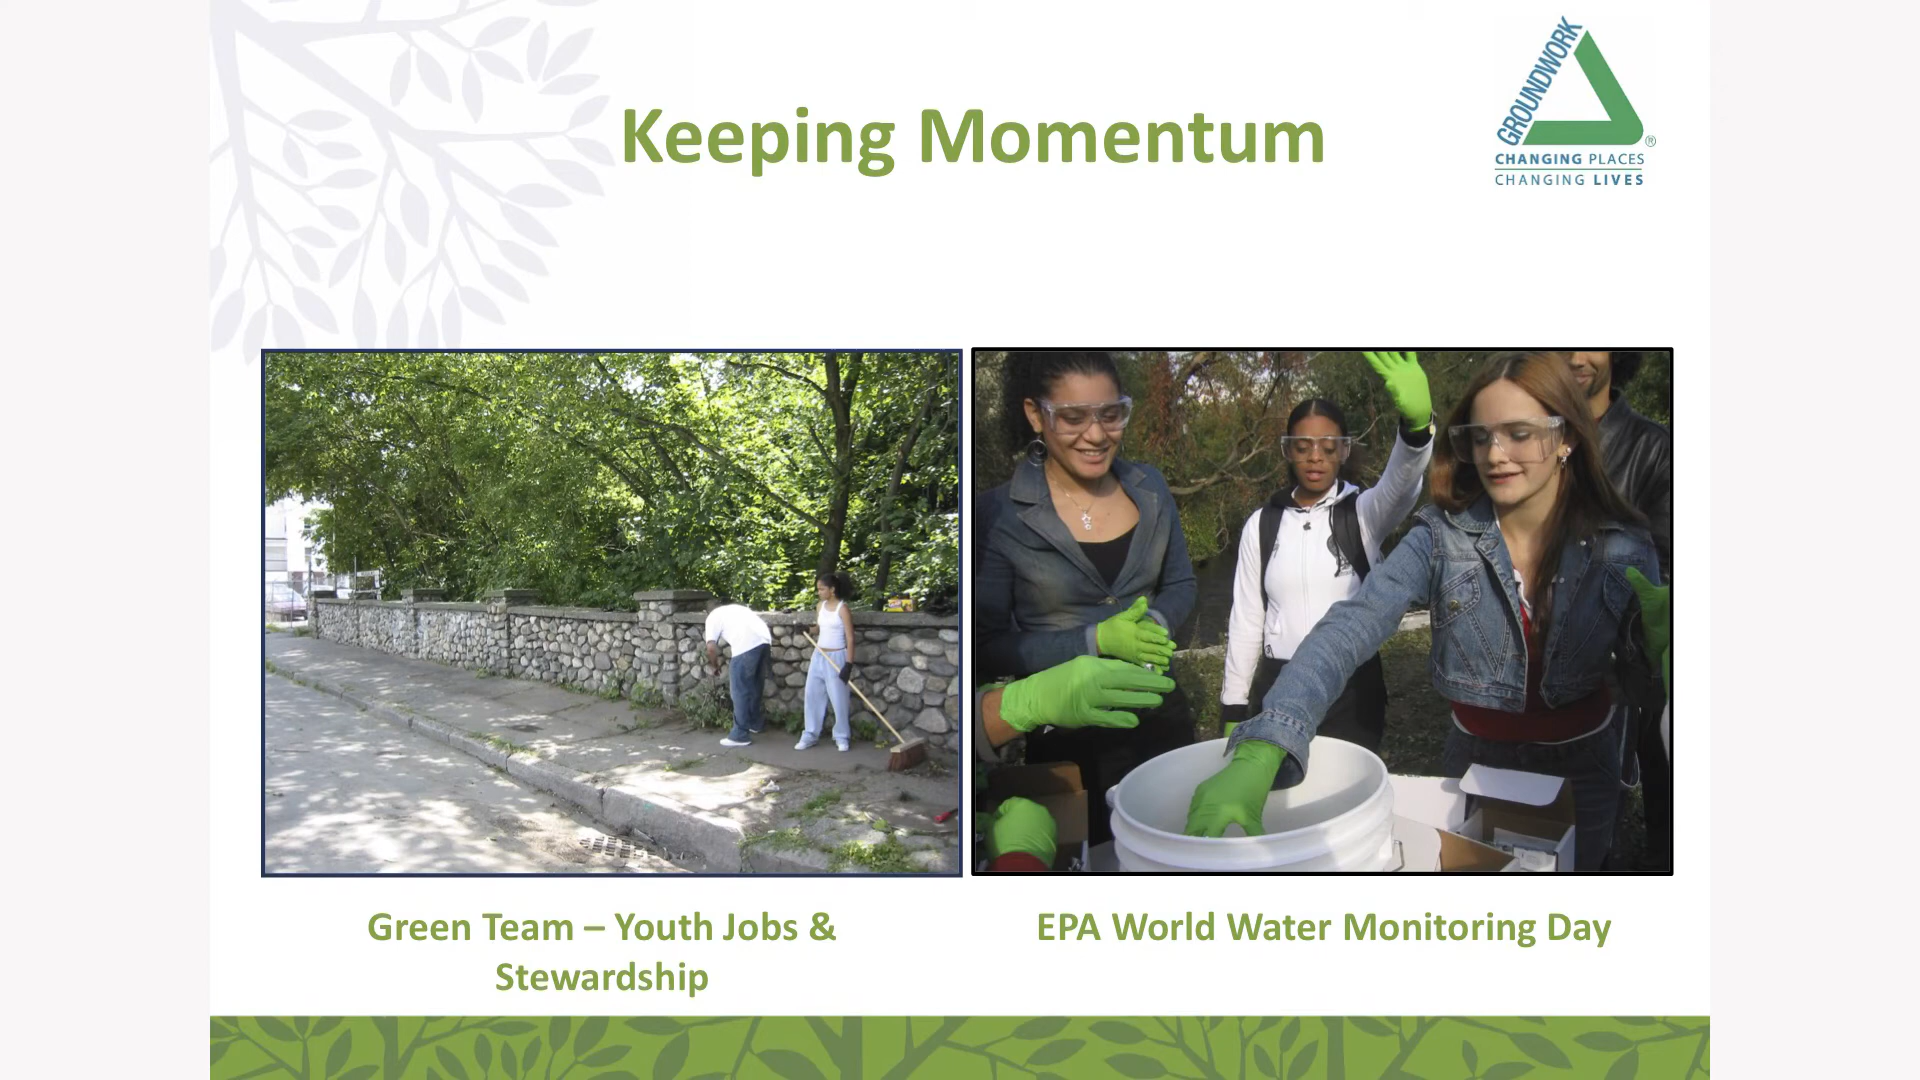 Keeping Momentum
GROUNDWORK
®
CHANGING PLACES
CHANGING LIVES
Green Team – Youth Jobs &
Stewardship
EPA World Water Monitoring Day